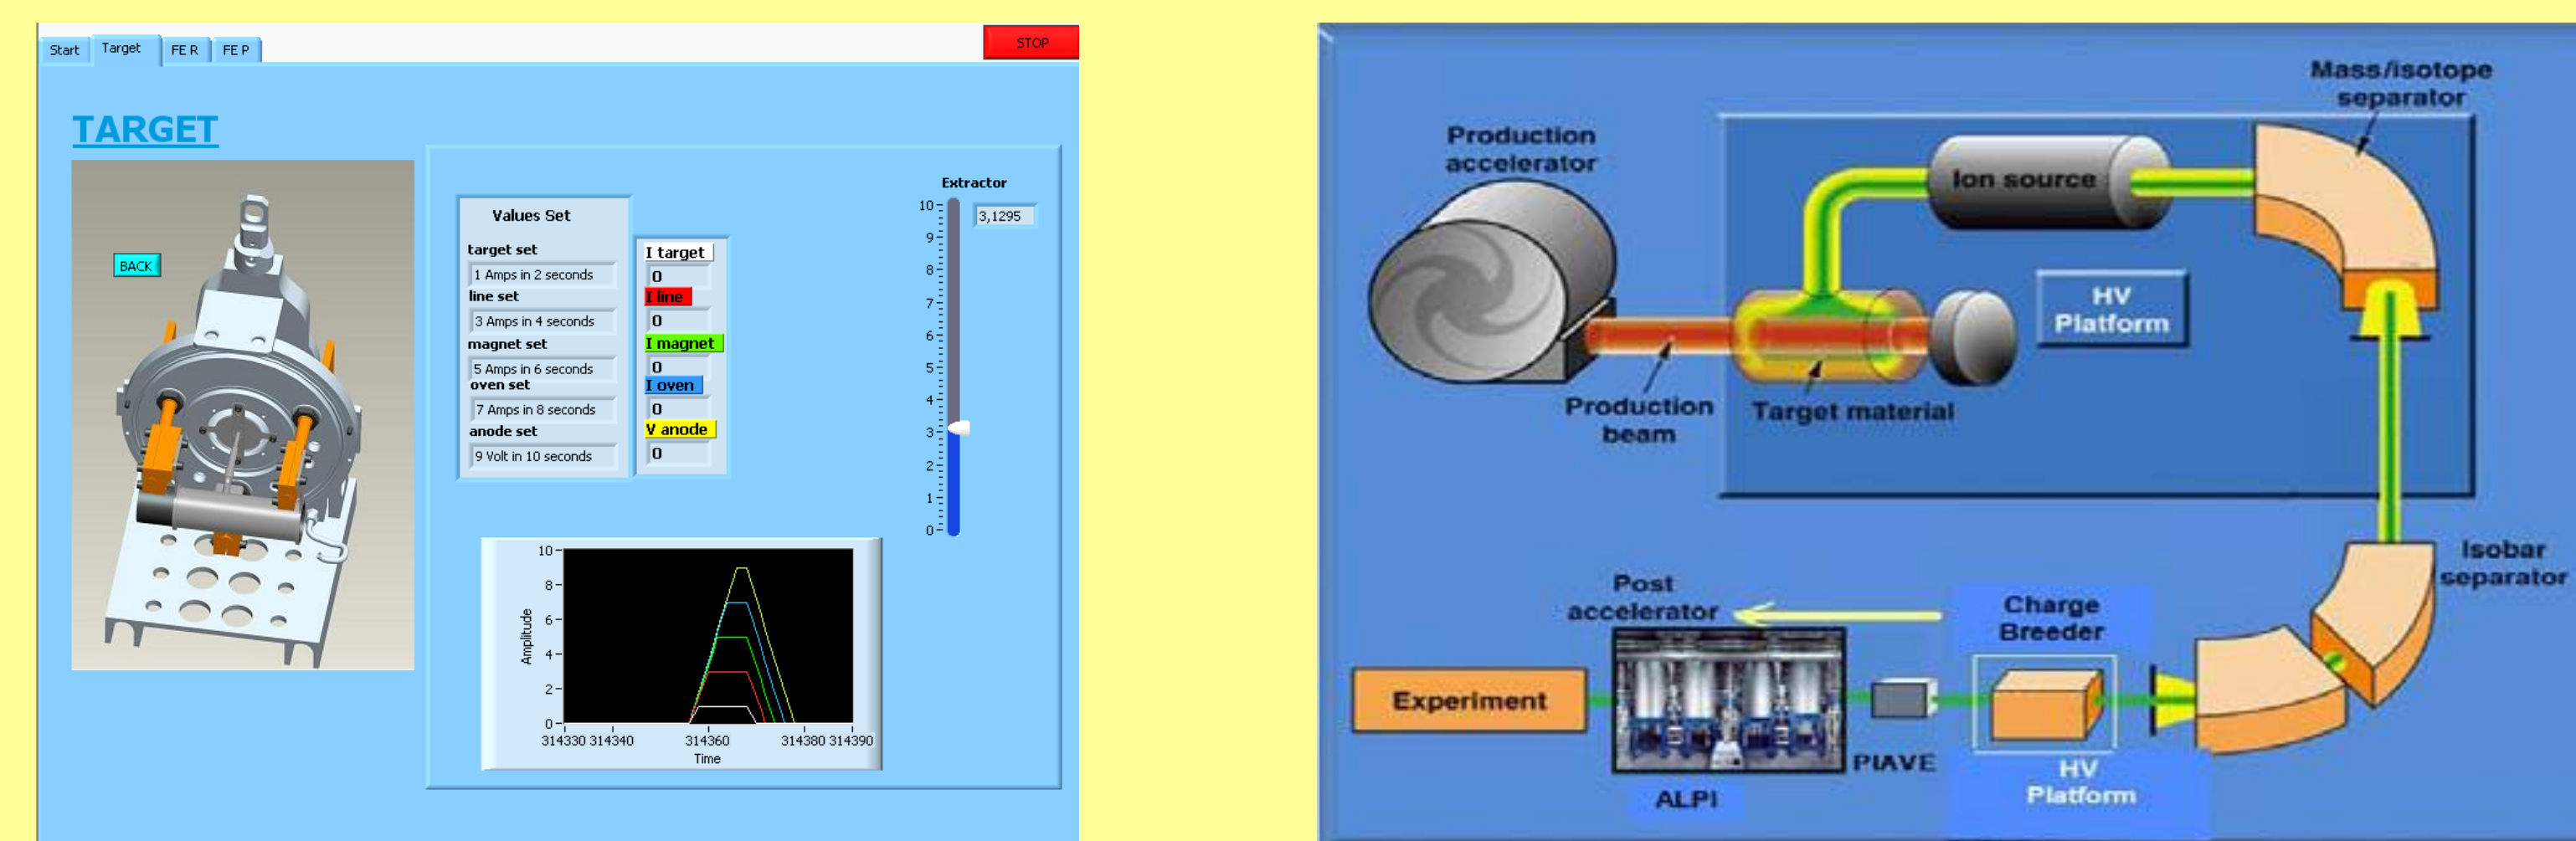 Start Target FE R FE P
STOP
TARGET
BACK
Values Set
target set
1 Amps in 2 seconds
line set
3 Amps in 4 seconds
magnet set
5 Amps in 6 seconds
oven set
7 Amps in 8 seconds
anode set
9 Volt in 10 seconds
I target
0
I line
0
I magnet
0
I oven
0
V anode
0
Extractor
3,1295
10
9
8
7
6
5
4
3
2
1
0
10
8
6
4
2
0
Amplitude
314330 314340 314360 314380 314390
Time
Mass/isotope
separator
Production
accelerator
Ion source
HV
Platform
Production
beam
Target material
Isobar
separator
Post
accelerator
Charge
Breeder
Experiment
PIAVE
ALPI
HV
Platform